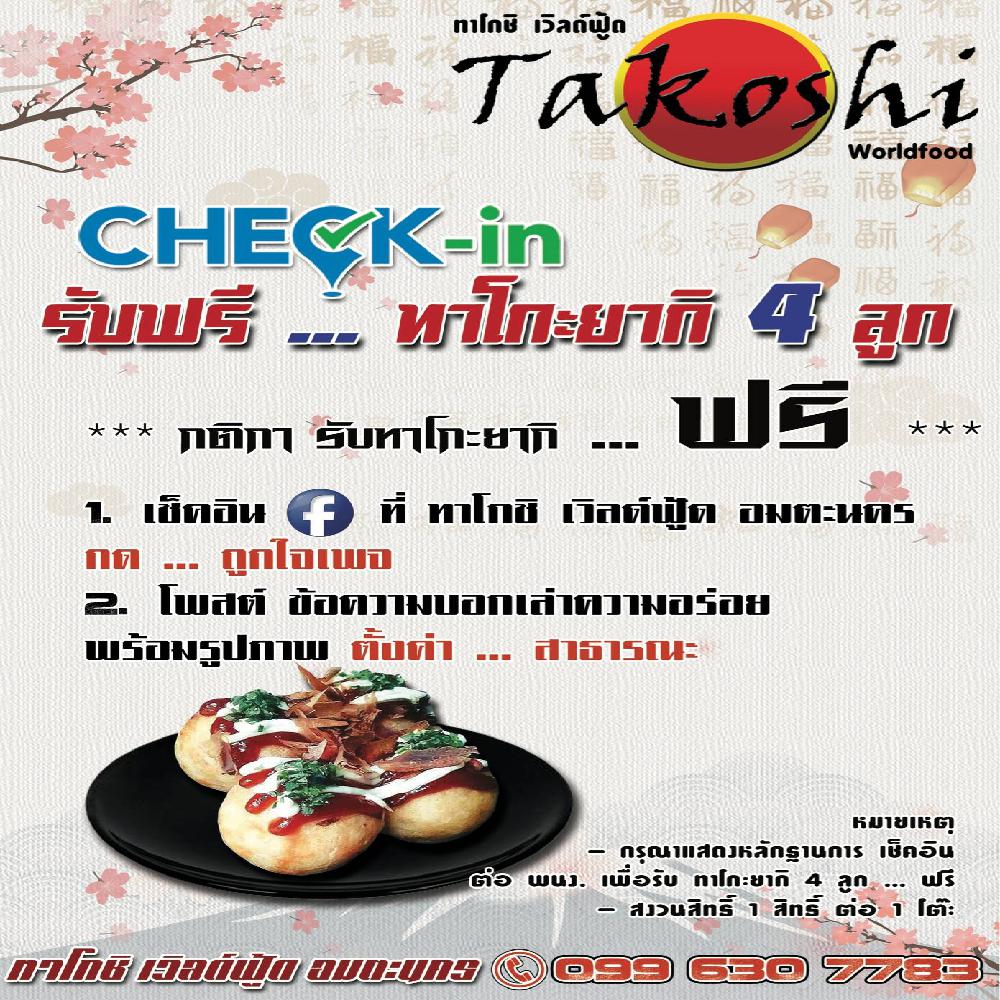 ทาโกชิ เวิลด์ฟู้ด
Takoshi
Worldfood
CHECK-in
รับฟรี ... ทาโกะยากิ 4 ลูก
*** กติกา รับทาโกะยากิ ... ฟรี ***
1. เช็คอิน f ที่ ทาโกชิ เวิลด์ฟู้ด อมตะนคร
กด ... ถูกใจเพจ
2. โพสต์ ข้อความบอกเล่าความอร่อย
พร้อมรูปภาพ ตั้งค่า ... สาธารณะ
หมายเหตุ
– กรุณาแสดงหลักฐานการ เช็คอิน
ต่อ พนง. เพื่อรับ ทาโกะยากิ 4 ลูก ... ฟรี
– สงวนสิทธิ์ 1 สิทธิ์ ต่อ 1 โต๊ะ
ทาโกชิ เวิลด์ฟู้ด อมตะนคร 099 630 7783